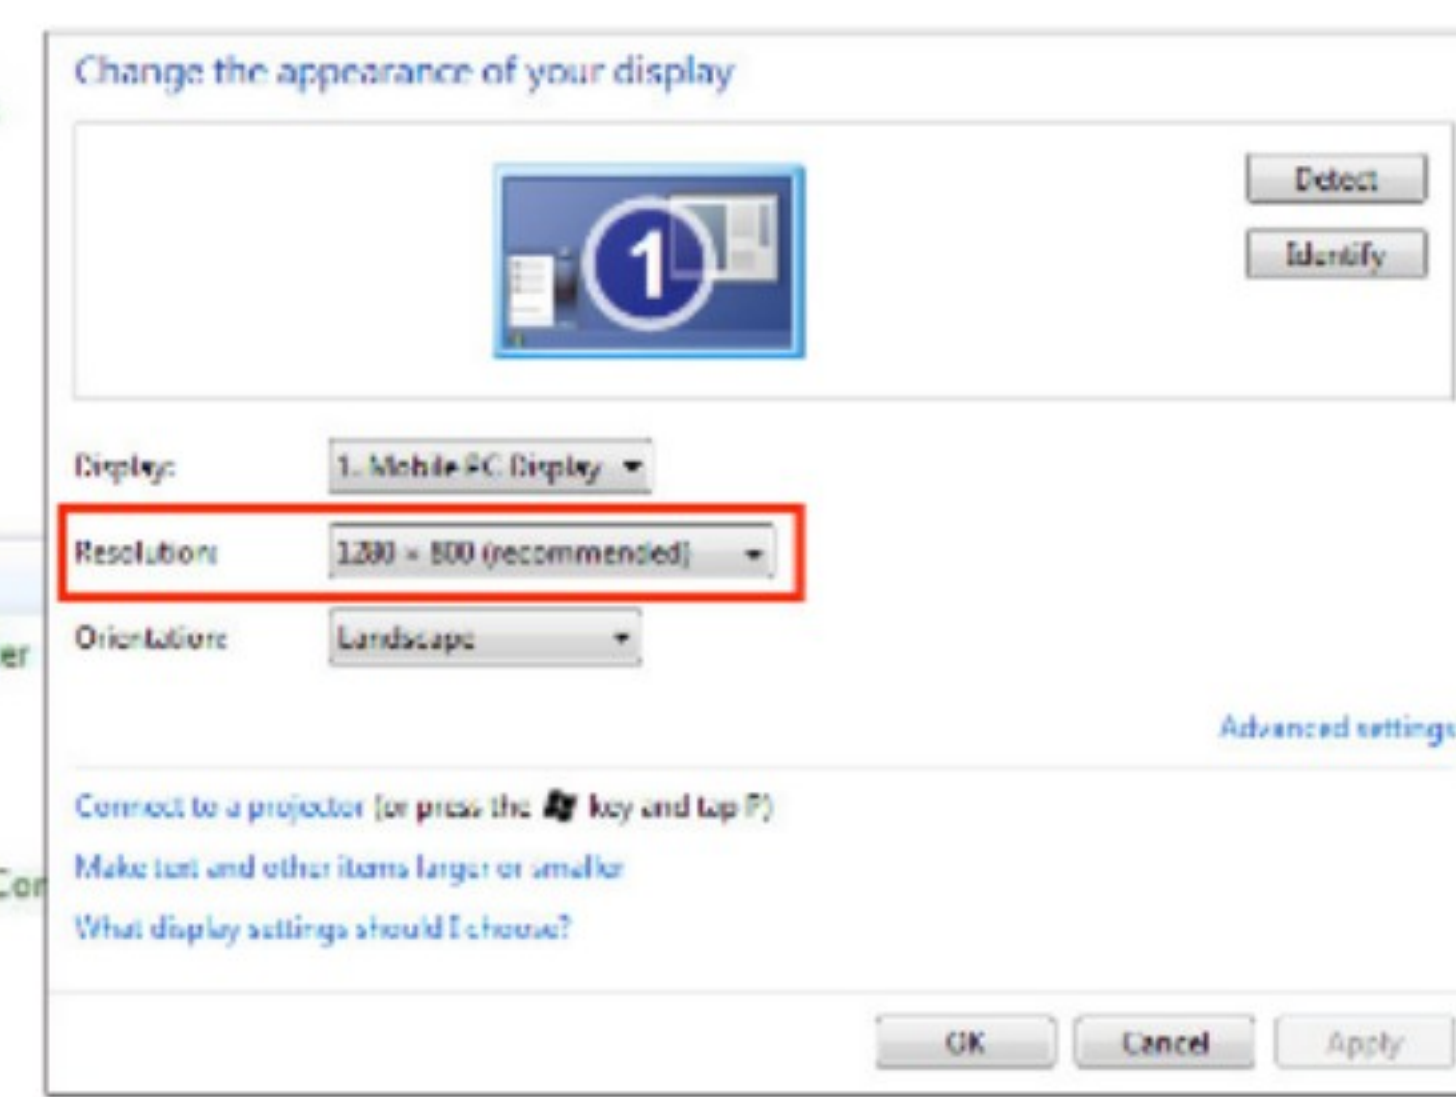 Change the appearance of your display
1
Detect
Identify
Display:
1. Mobile PC Display
Resolution:
1280 × 800 (recommended)
Orientation:
Landscape
er
Advanced settings
Connect to a projector (or press the key and tap P)
Make text and other items larger or smaller
Con
What display settings should I choose?
OK
Cancel
Apply